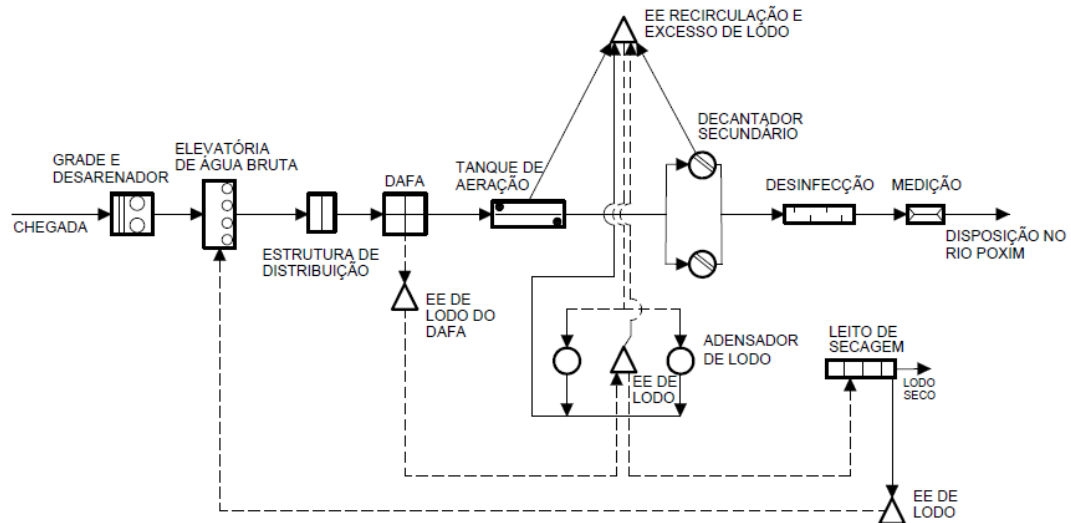 EE RECIRCULAÇÃO E
EXCESSO DE LODO
DECANTADOR
SECUNDÁRIO
GRADE E
DESARENADOR
ELEVATÓRIA
DE ÁGUA BRUTA
DAFA
TANQUE DE
AERAÇÃO
DESINFECÇÃO
MEDIÇÃO
CHEGADA
ESTRUTURA DE
DISTRIBUIÇÃO
DISPOSIÇÃO NO
RIO POXIM
EE DE
LODO DO
DAFA
ADENSADOR
DE LODO
EE DE
LODO
LEITO DE
SECAGEM
LODO
SECO
EE DE
LODO